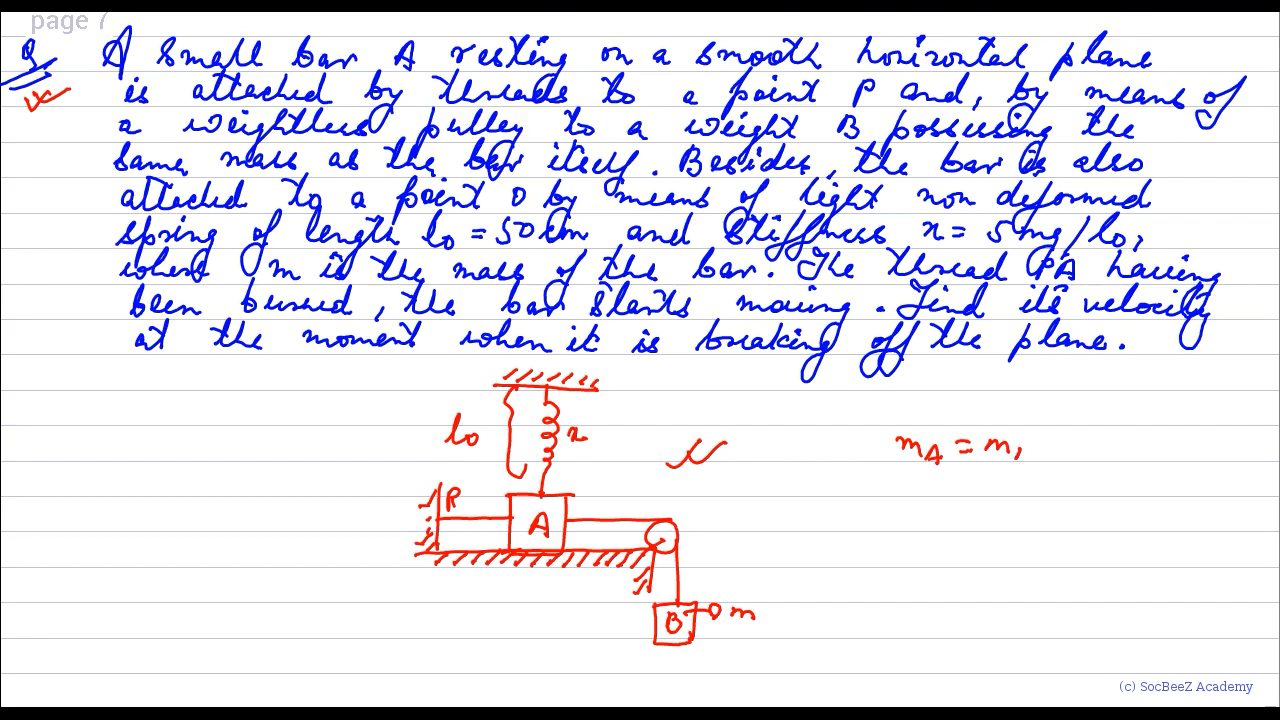 page 7
Q. A small bar A resting on a smooth horizontal plane
is attached by threads to a point P and, by means of
a weightless pulley to a weight B possessing the
same mass as the bar itself. Besides, the bar is also
attached to a point O by means of light non deformed
spring of length l₀ = 50 cm and stiffness x = 5mg/l₀,
where m is the mass of the bar. The thread PA having
been burned, the bar starts moving. Find its velocity
at the moment when it is breaking off the plane.
l₀ x
mA = m,
P
A
B m
(c) SocBeeZ Academy